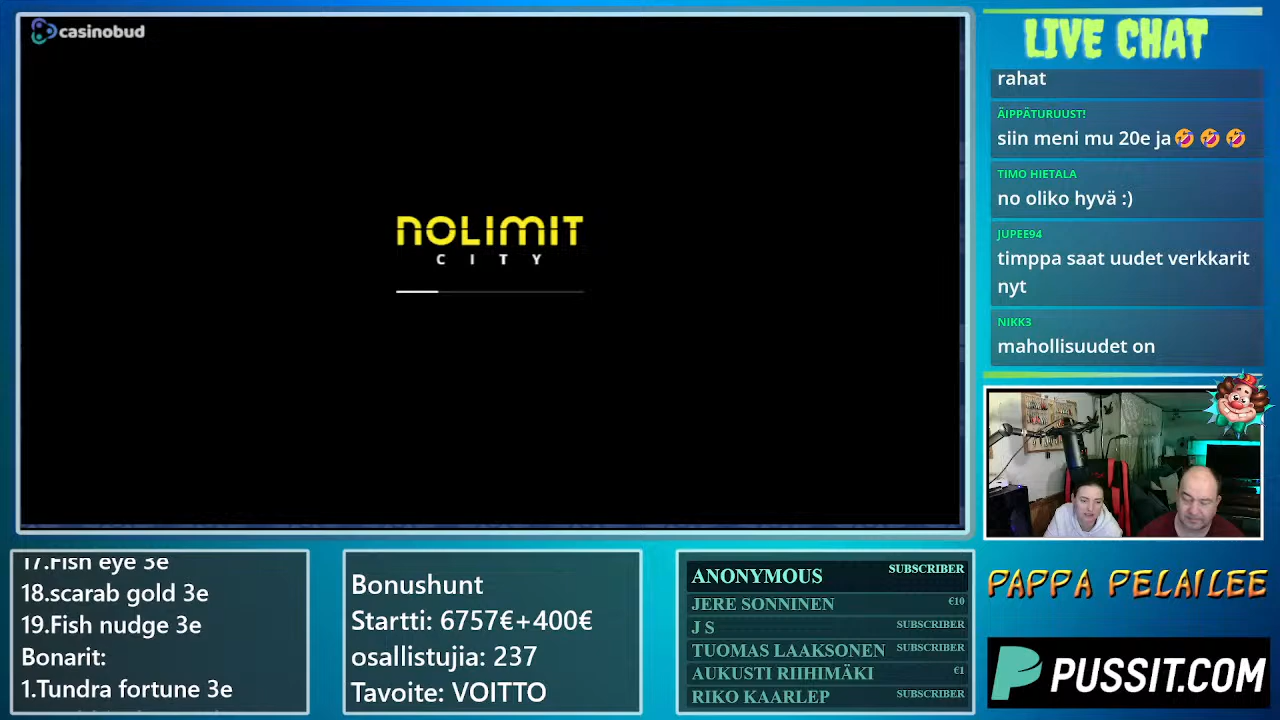 casinobud
NOLIMIT
CITY
LIVE CHAT
rahat
ÄIPPÄTURUUST!
siin meni mu 20e ja🤣🤣🤣
TIMO HIETALA
no oliko hyvä :)
JUPEE94
timppa saat uudet verkkarit
nyt
NIKK3
mahollisuudet on
17.Fish eye 3e
18.scarab gold 3e
19.Fish nudge 3e
Bonarit:
1.Tundra fortune 3e
Bonushunt
Startti: 6757€+400€
osallistujia: 237
Tavoite: VOITTO
ANONYMOUS SUBSCRIBER
JERE SONNINEN €10
J S SUBSCRIBER
TUOMAS LAAKSONEN SUBSCRIBER
AUKUSTI RIIHIMÄKI €1
RIKO KAARLEP SUBSCRIBER
PAPPA PELAILEE
PUSSIT.COM